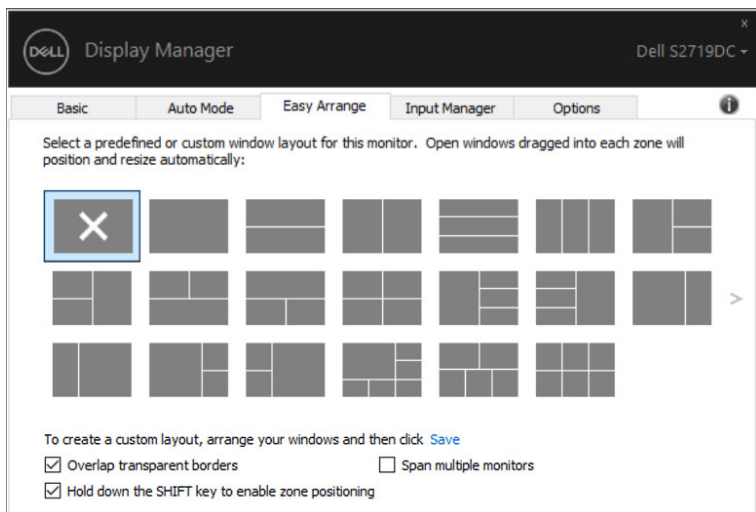 x
DELL Display Manager
Dell S2719DC
Basic Auto Mode Easy Arrange Input Manager Options
Select a predefined or custom window layout for this monitor. Open windows dragged into each zone will
position and resize automatically:
>
To create a custom layout, arrange your windows and then click Save
Overlap transparent borders Span multiple monitors
Hold down the SHIFT key to enable zone positioning